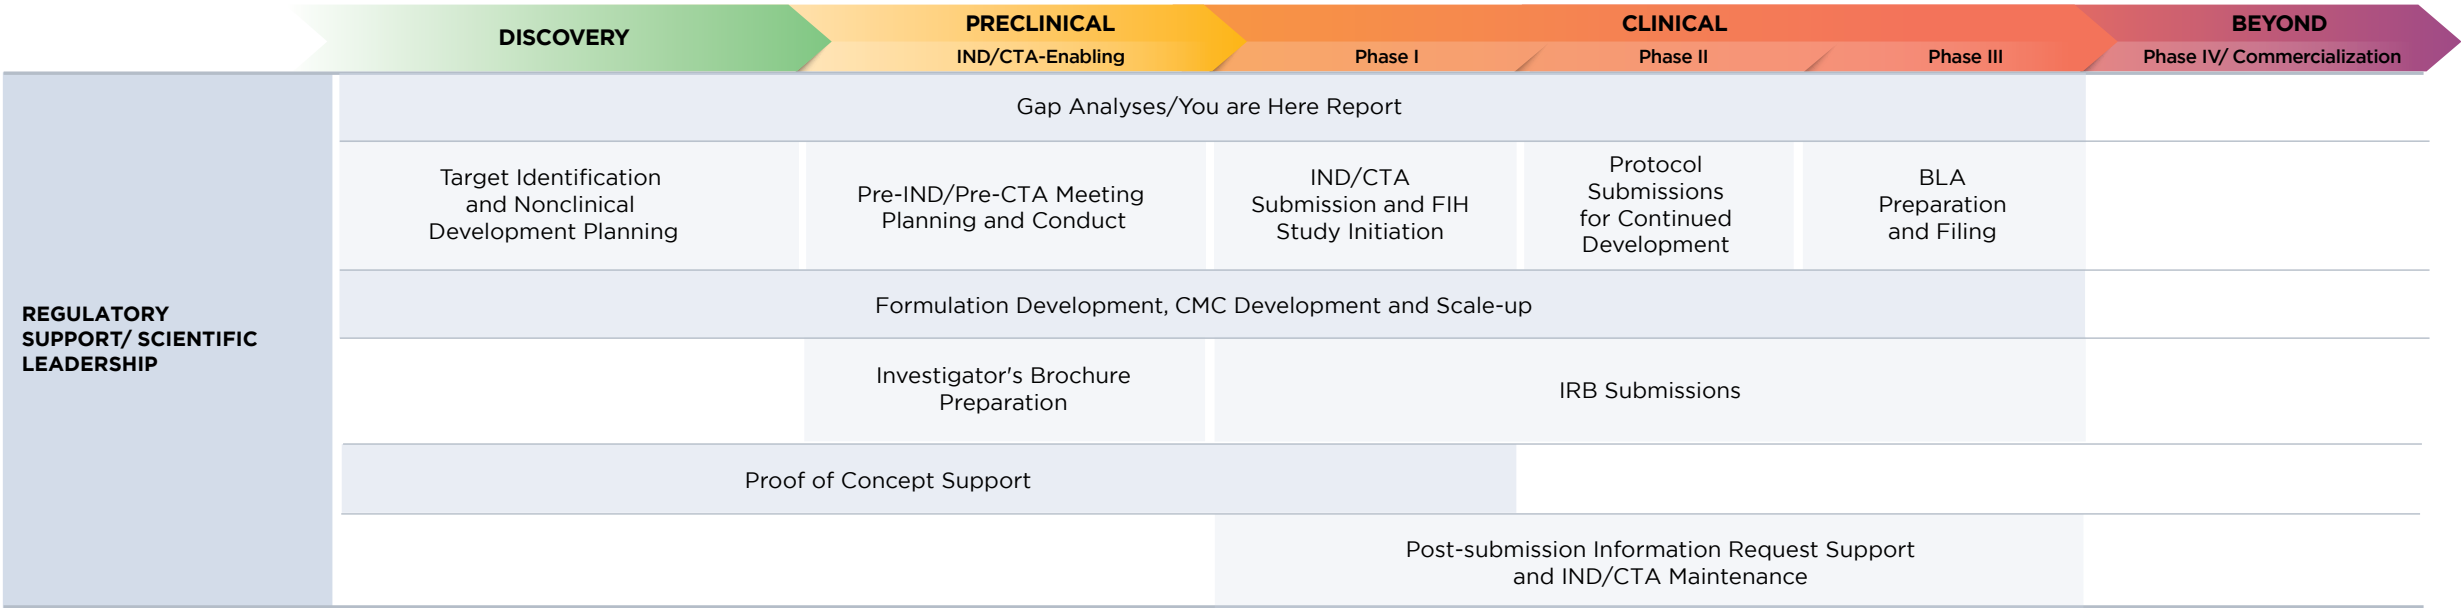 DISCOVERY
PRECLINICAL
IND/CTA-Enabling
CLINICAL
Phase I
Phase II
Phase III
BEYOND
Phase IV/ Commercialization
REGULATORY
SUPPORT/ SCIENTIFIC
LEADERSHIP
Gap Analyses/You are Here Report
Target Identification
and Nonclinical
Development Planning
Pre-IND/Pre-CTA Meeting
Planning and Conduct
IND/CTA
Submission and FIH
Study Initiation
Protocol
Submissions
for Continued
Development
BLA
Preparation
and Filing
Formulation Development, CMC Development and Scale-up
Investigator's Brochure
Preparation
IRB Submissions
Proof of Concept Support
Post-submission Information Request Support
and IND/CTA Maintenance